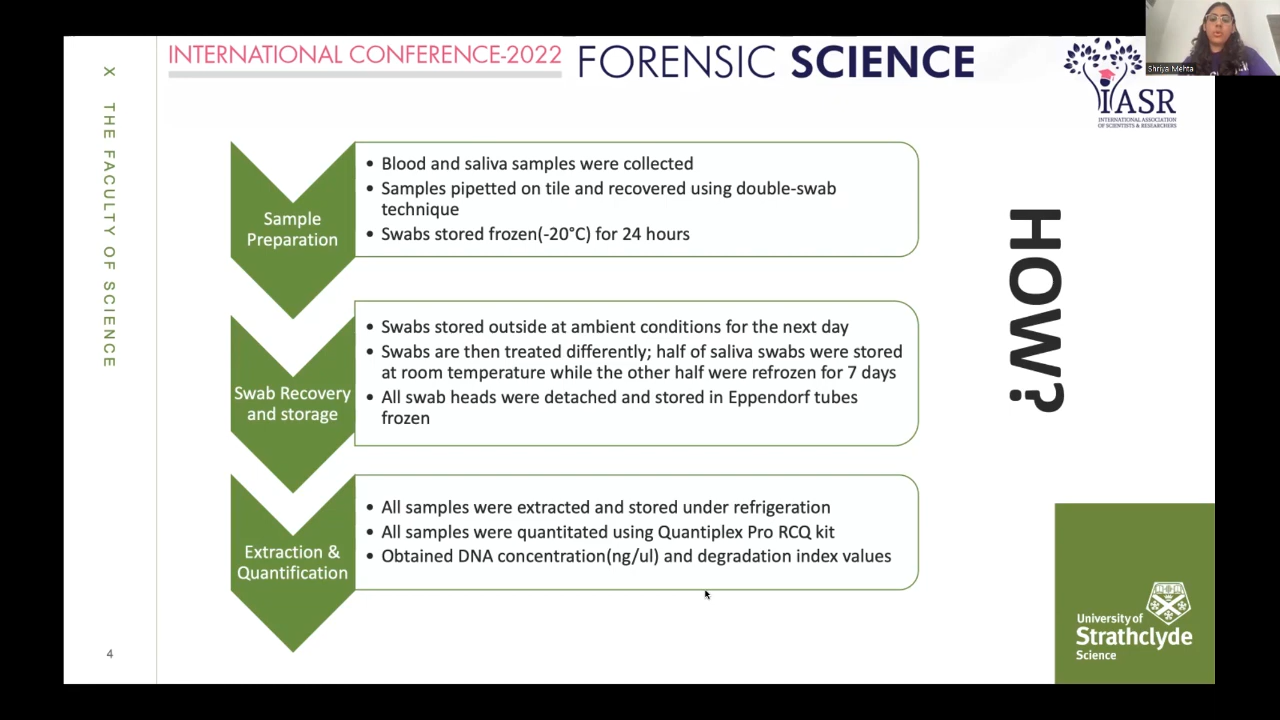 INTERNATIONAL CONFERENCE-2022
FORENSIC SCIENCE
Shriya Mehta
IASR
INTERNATIONAL ASSOCIATION
OF SCIENTISTS & RESEARCHERS
X THE FACULTY OF SCIENCE
Sample
Preparation
• Blood and saliva samples were collected
• Samples pipetted on tile and recovered using double-swab
technique
• Swabs stored frozen(-20°C) for 24 hours
HOW?
Swab Recovery
and storage
• Swabs stored outside at ambient conditions for the next day
• Swabs are then treated differently; half of saliva swabs were stored
at room temperature while the other half were refrozen for 7 days
• All swab heads were detached and stored in Eppendorf tubes
frozen
Extraction &
Quantification
• All samples were extracted and stored under refrigeration
• All samples were quantitated using Quantiplex Pro RCQ kit
• Obtained DNA concentration(ng/ul) and degradation index values
4
University of
Strathclyde
Science